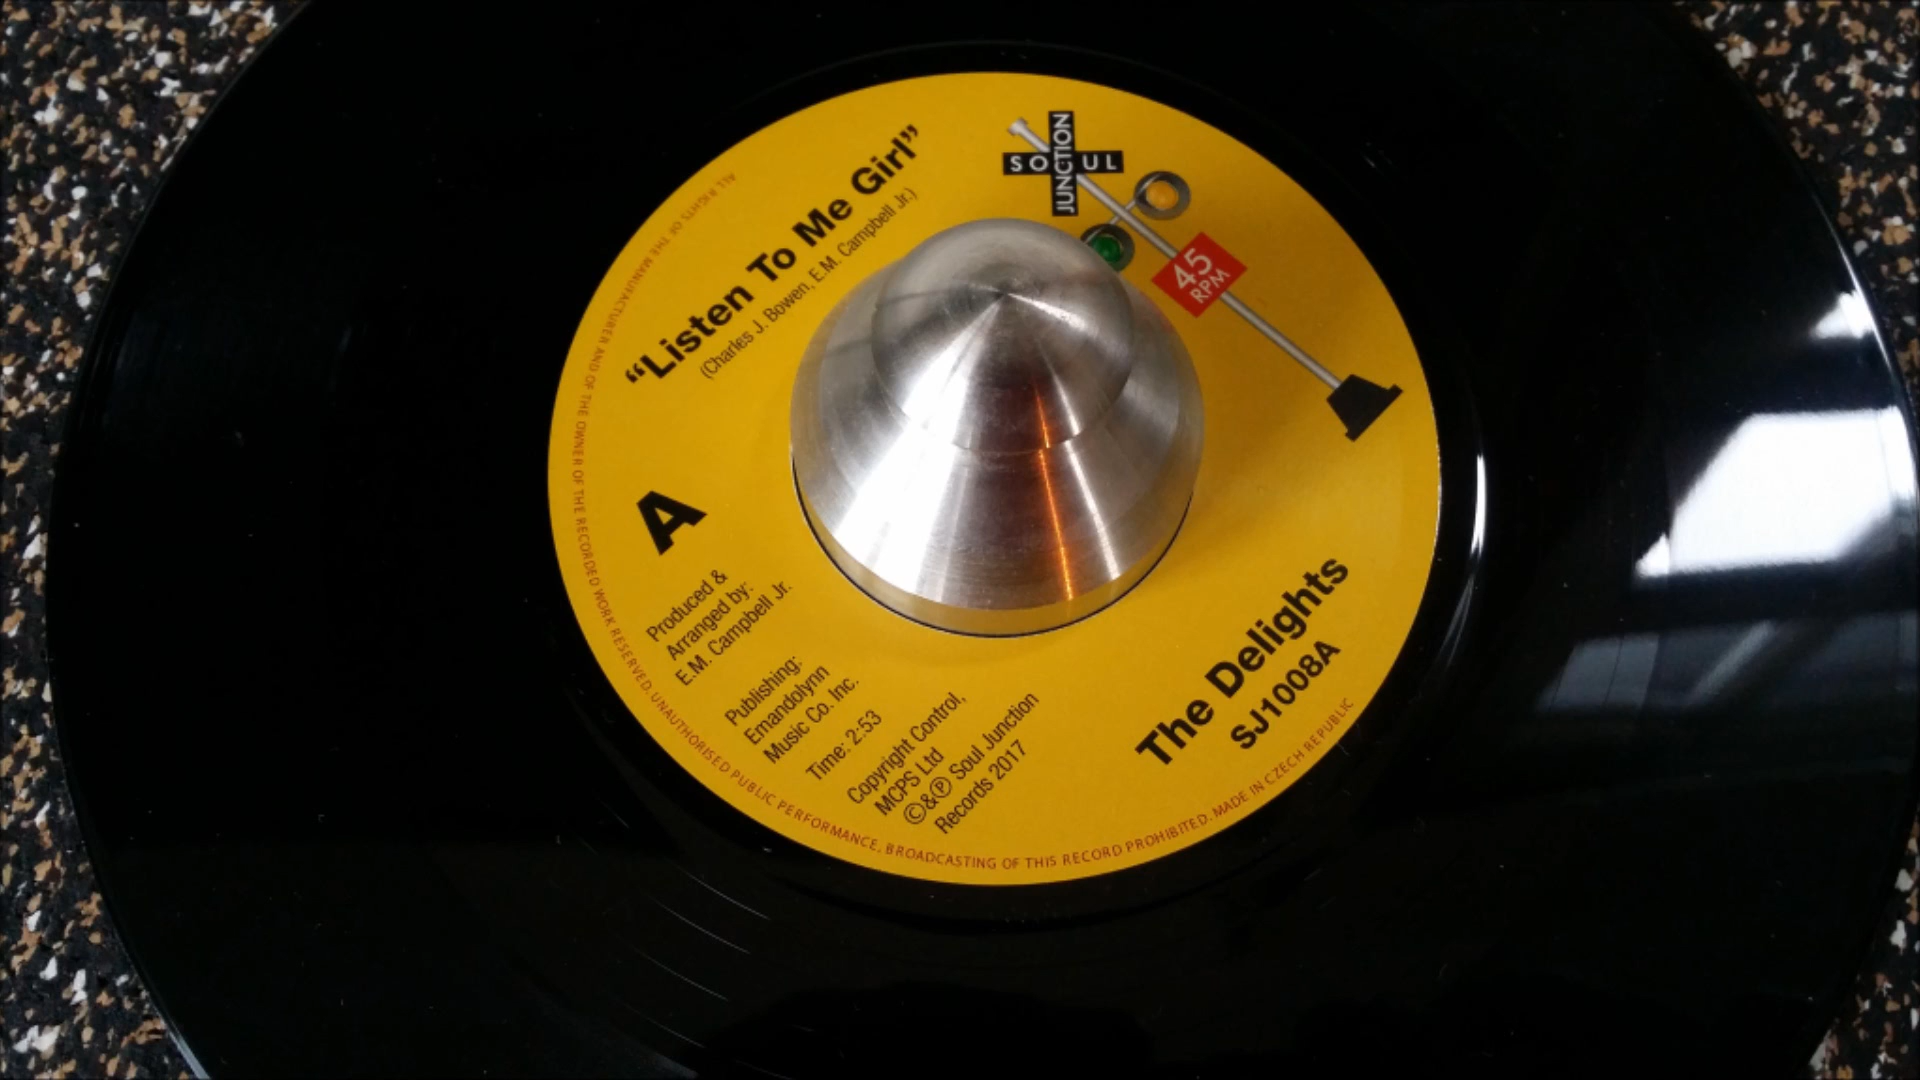 "Listen To Me Girl"
(Charles J. Bowen, E.M. Campbell Jr.)
SOUL
JUNCTION
45
RPM
A
Produced &
Arranged by:
E.M. Campbell Jr.
Publishing:
Emandolynn
Music Co. Inc.
Time: 2:53
Copyright Control,
MCPS Ltd
©&℗ Soul Junction
Records 2017
The Delights
SJ1008A
ALL RIGHTS OF THE MANUFACTURER AND OF THE OWNER OF THE RECORDED WORK RESERVED. UNAUTHORISED PUBLIC PERFORMANCE, BROADCASTING OF THIS RECORD PROHIBITED. MADE IN CZECH REPUBLIC